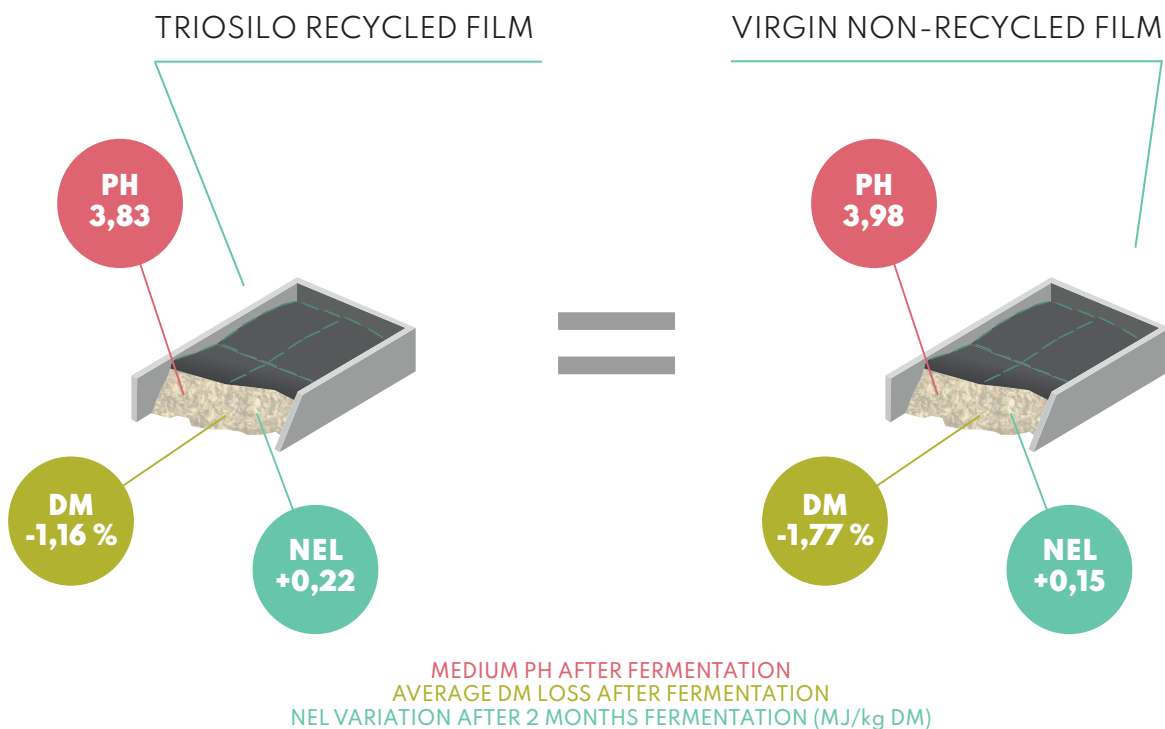 TRIOSILO RECYCLED FILM
VIRGIN NON-RECYCLED FILM
PH
3,83
PH
3,98
DM
-1,16 %
NEL
+0,22
DM
-1,77 %
NEL
+0,15
MEDIUM PH AFTER FERMENTATION
AVERAGE DM LOSS AFTER FERMENTATION
NEL VARIATION AFTER 2 MONTHS FERMENTATION (MJ/kg DM)